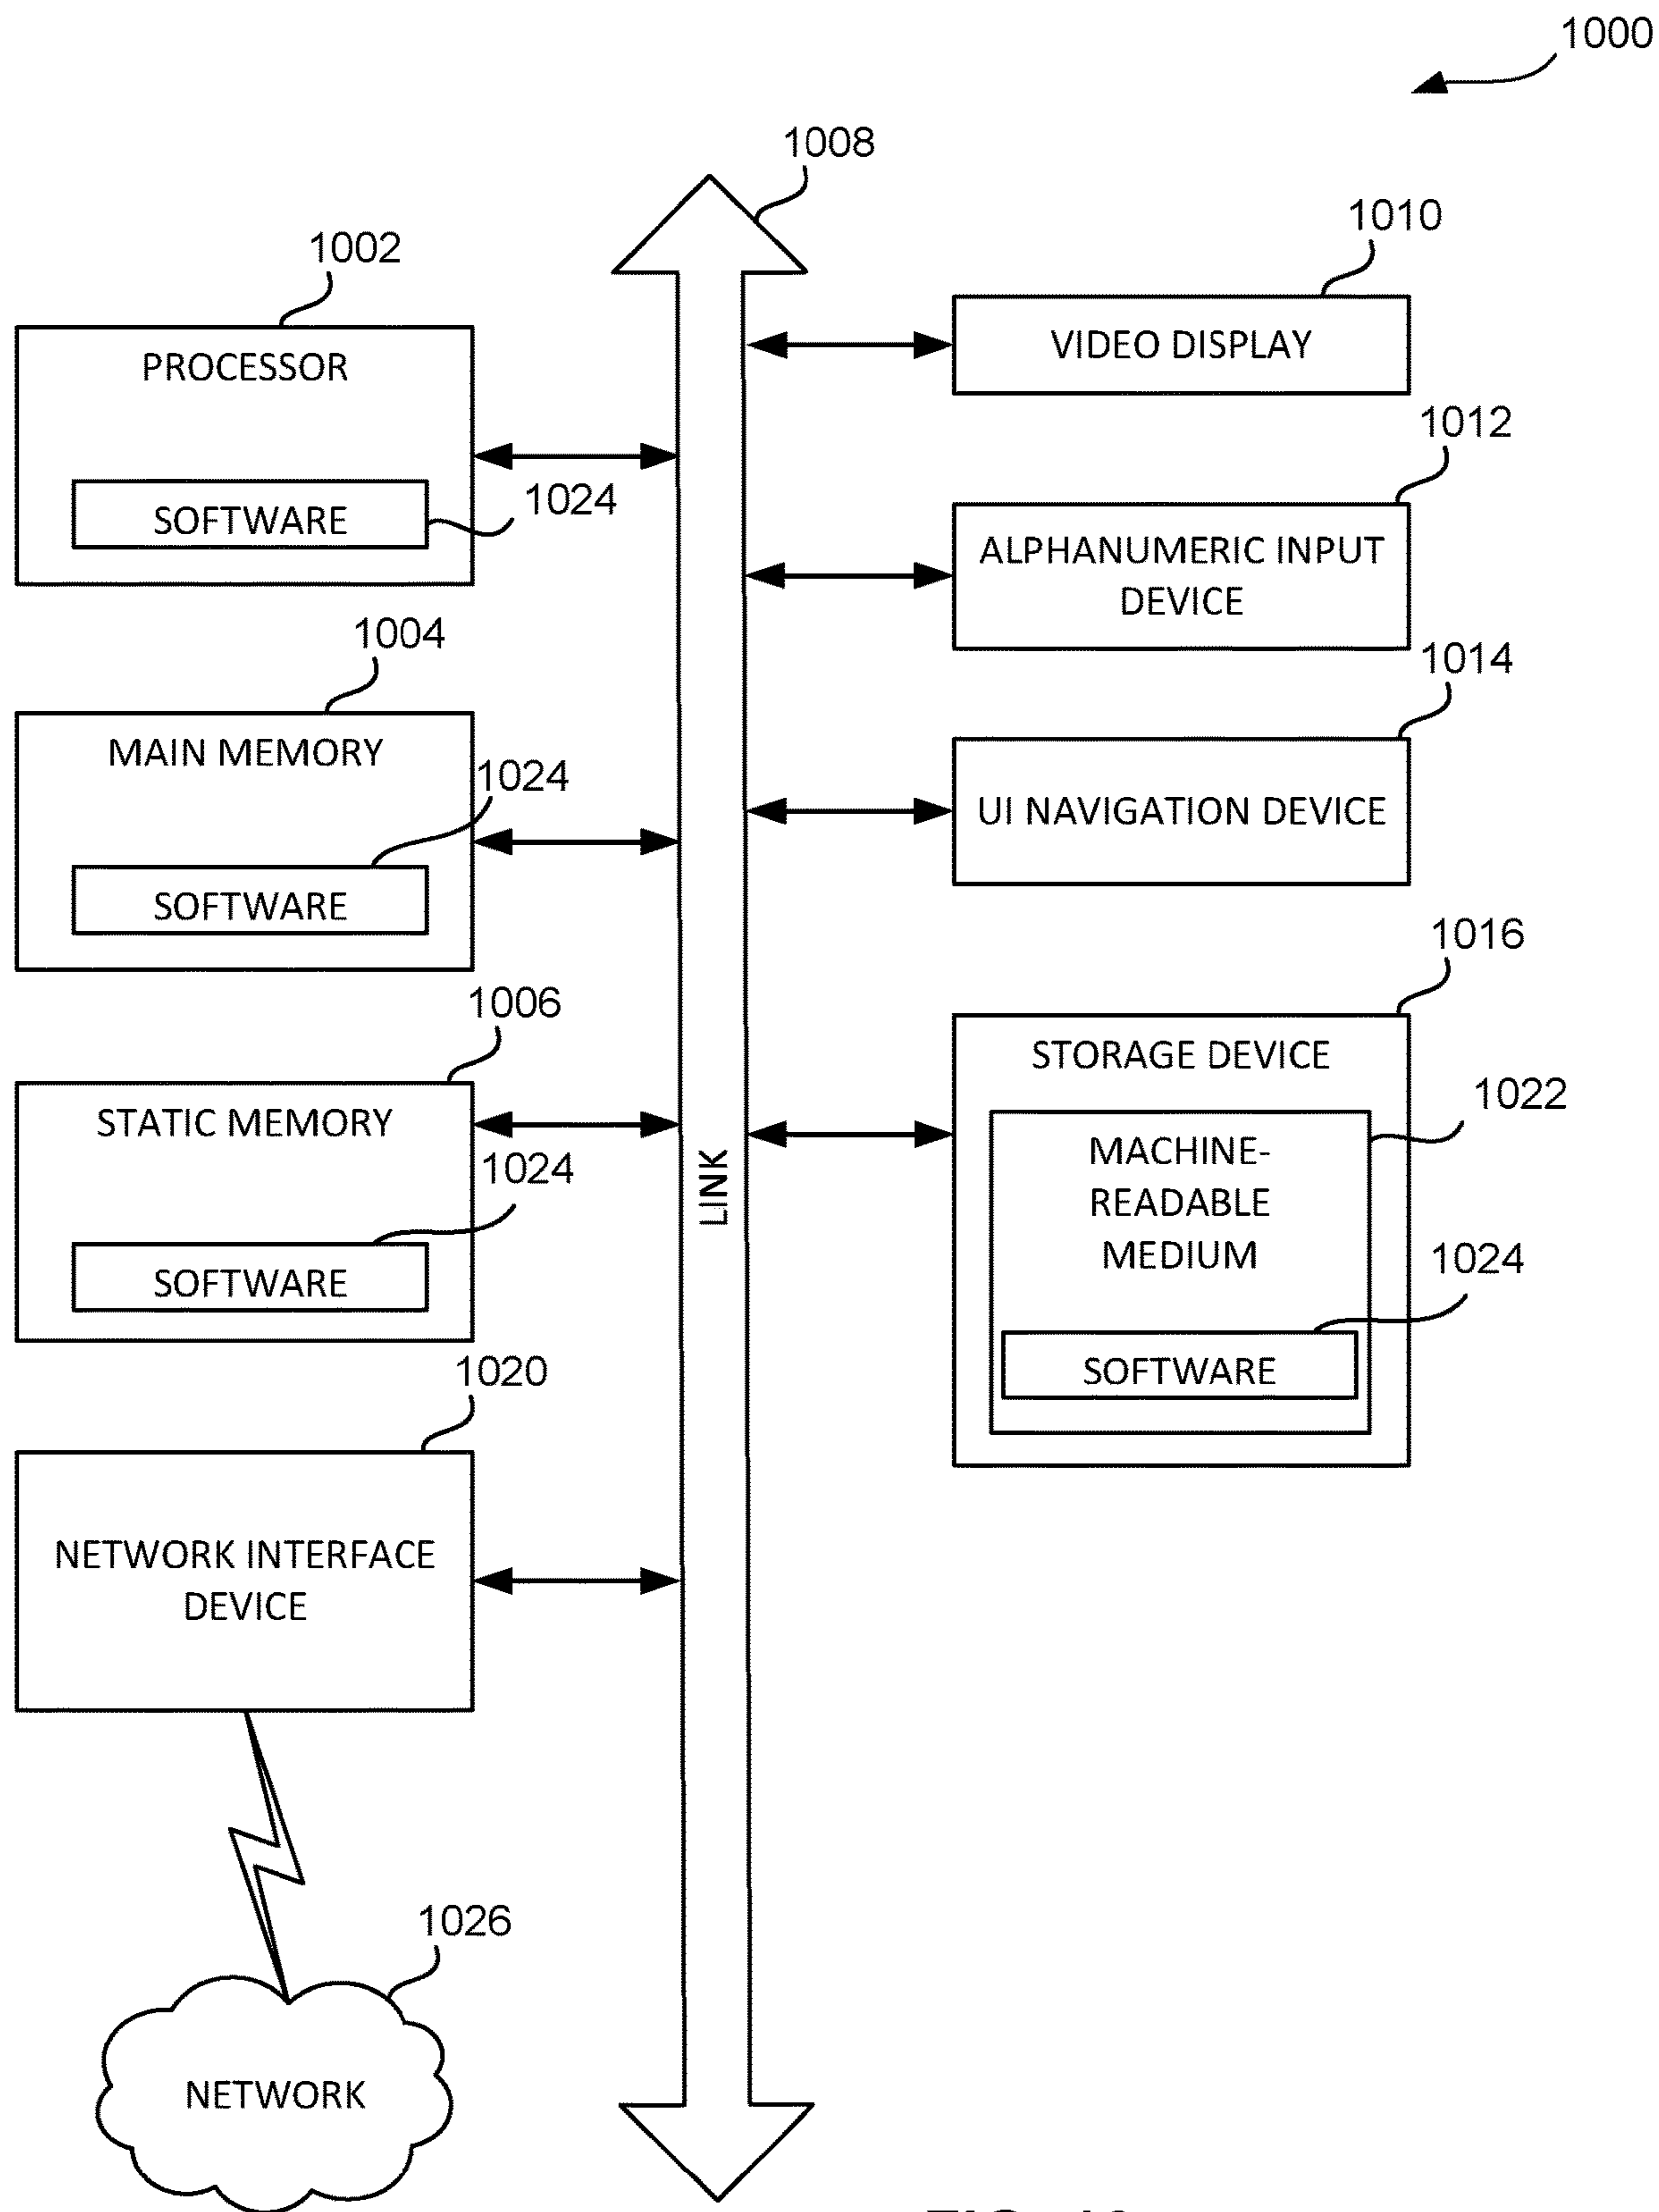 1000
1008
1010
1002
VIDEO DISPLAY
PROCESSOR
1012
1024
SOFTWARE
ALPHANUMERIC INPUT
DEVICE
1004
1014
MAIN MEMORY
1024
UI NAVIGATION DEVICE
SOFTWARE
1016
1006
STORAGE DEVICE
STATIC MEMORY
1022
1024
MACHINE-
READABLE
MEDIUM
LINK
1024
SOFTWARE
SOFTWARE
1020
NETWORK INTERFACE
DEVICE
1026
NETWORK